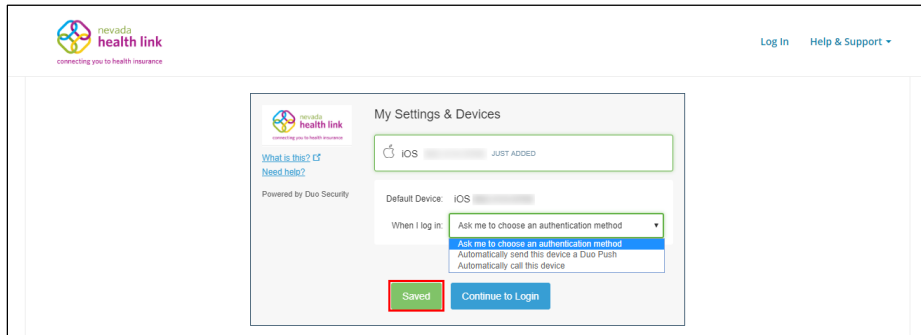 nevada
health link
connecting you to health insurance
Log In Help & Support
nevada
health link
connecting you to health insurance
What is this?
Need help?
Powered by Duo Security
My Settings & Devices
iOS JUST ADDED
Default Device: iOS
When I log in: Ask me to choose an authentication method
Ask me to choose an authentication method
Automatically send this device a Duo Push
Automatically call this device
Saved Continue to Login